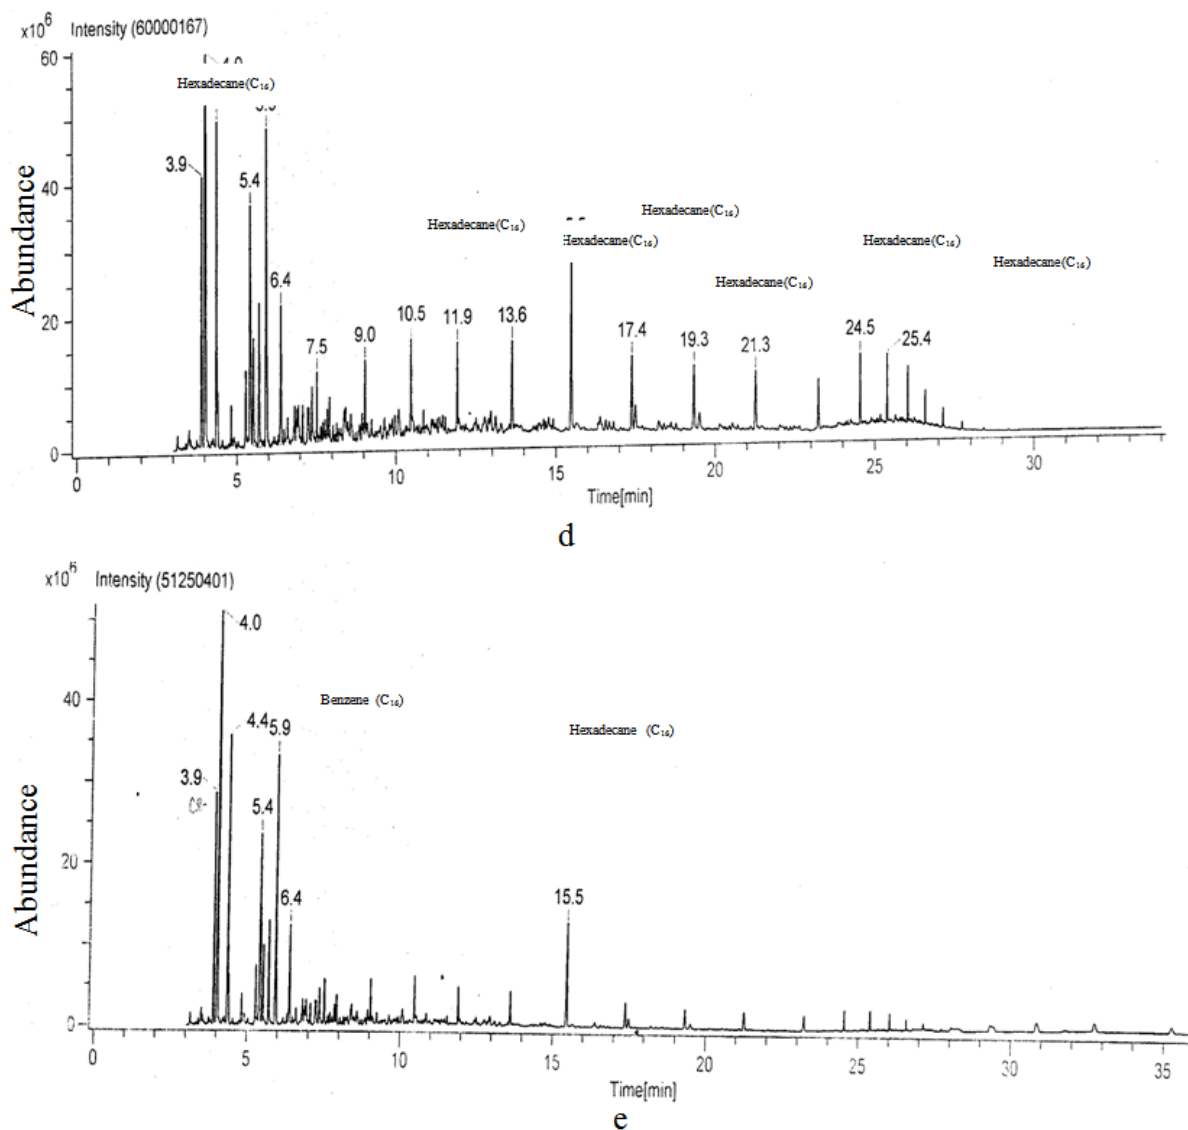 x10⁶ Intensity (60000167)
60
4.0
Hexadecane(C₁₆)
3.9
40
5.4
Hexadecane(C₁₆)
Hexadecane(C₁₆)
Hexadecane(C₁₆)
Hexadecane(C₁₆)
Hexadecane(C₁₆)
Hexadecane(C₁₆)
6.4
Abundance
20
7.5
9.0
10.5
11.9
13.6
17.4
19.3
21.3
24.5
25.4
0
0 5 10 15 20 25 30
Time[min]
d
x10⁶ Intensity (51250401)
4.0
40
Benzene (C₁₆)
4.4
5.9
Hexadecane (C₁₆)
3.9
5.4
Abundance
20
6.4
15.5
0
0 5 10 15 20 25 30 35
Time[min]
e